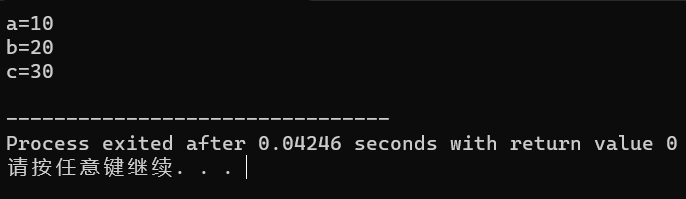 a=10
b=20
c=30
--------------------------------
Process exited after 0.04246 seconds with return value 0
请按任意键继续. . .